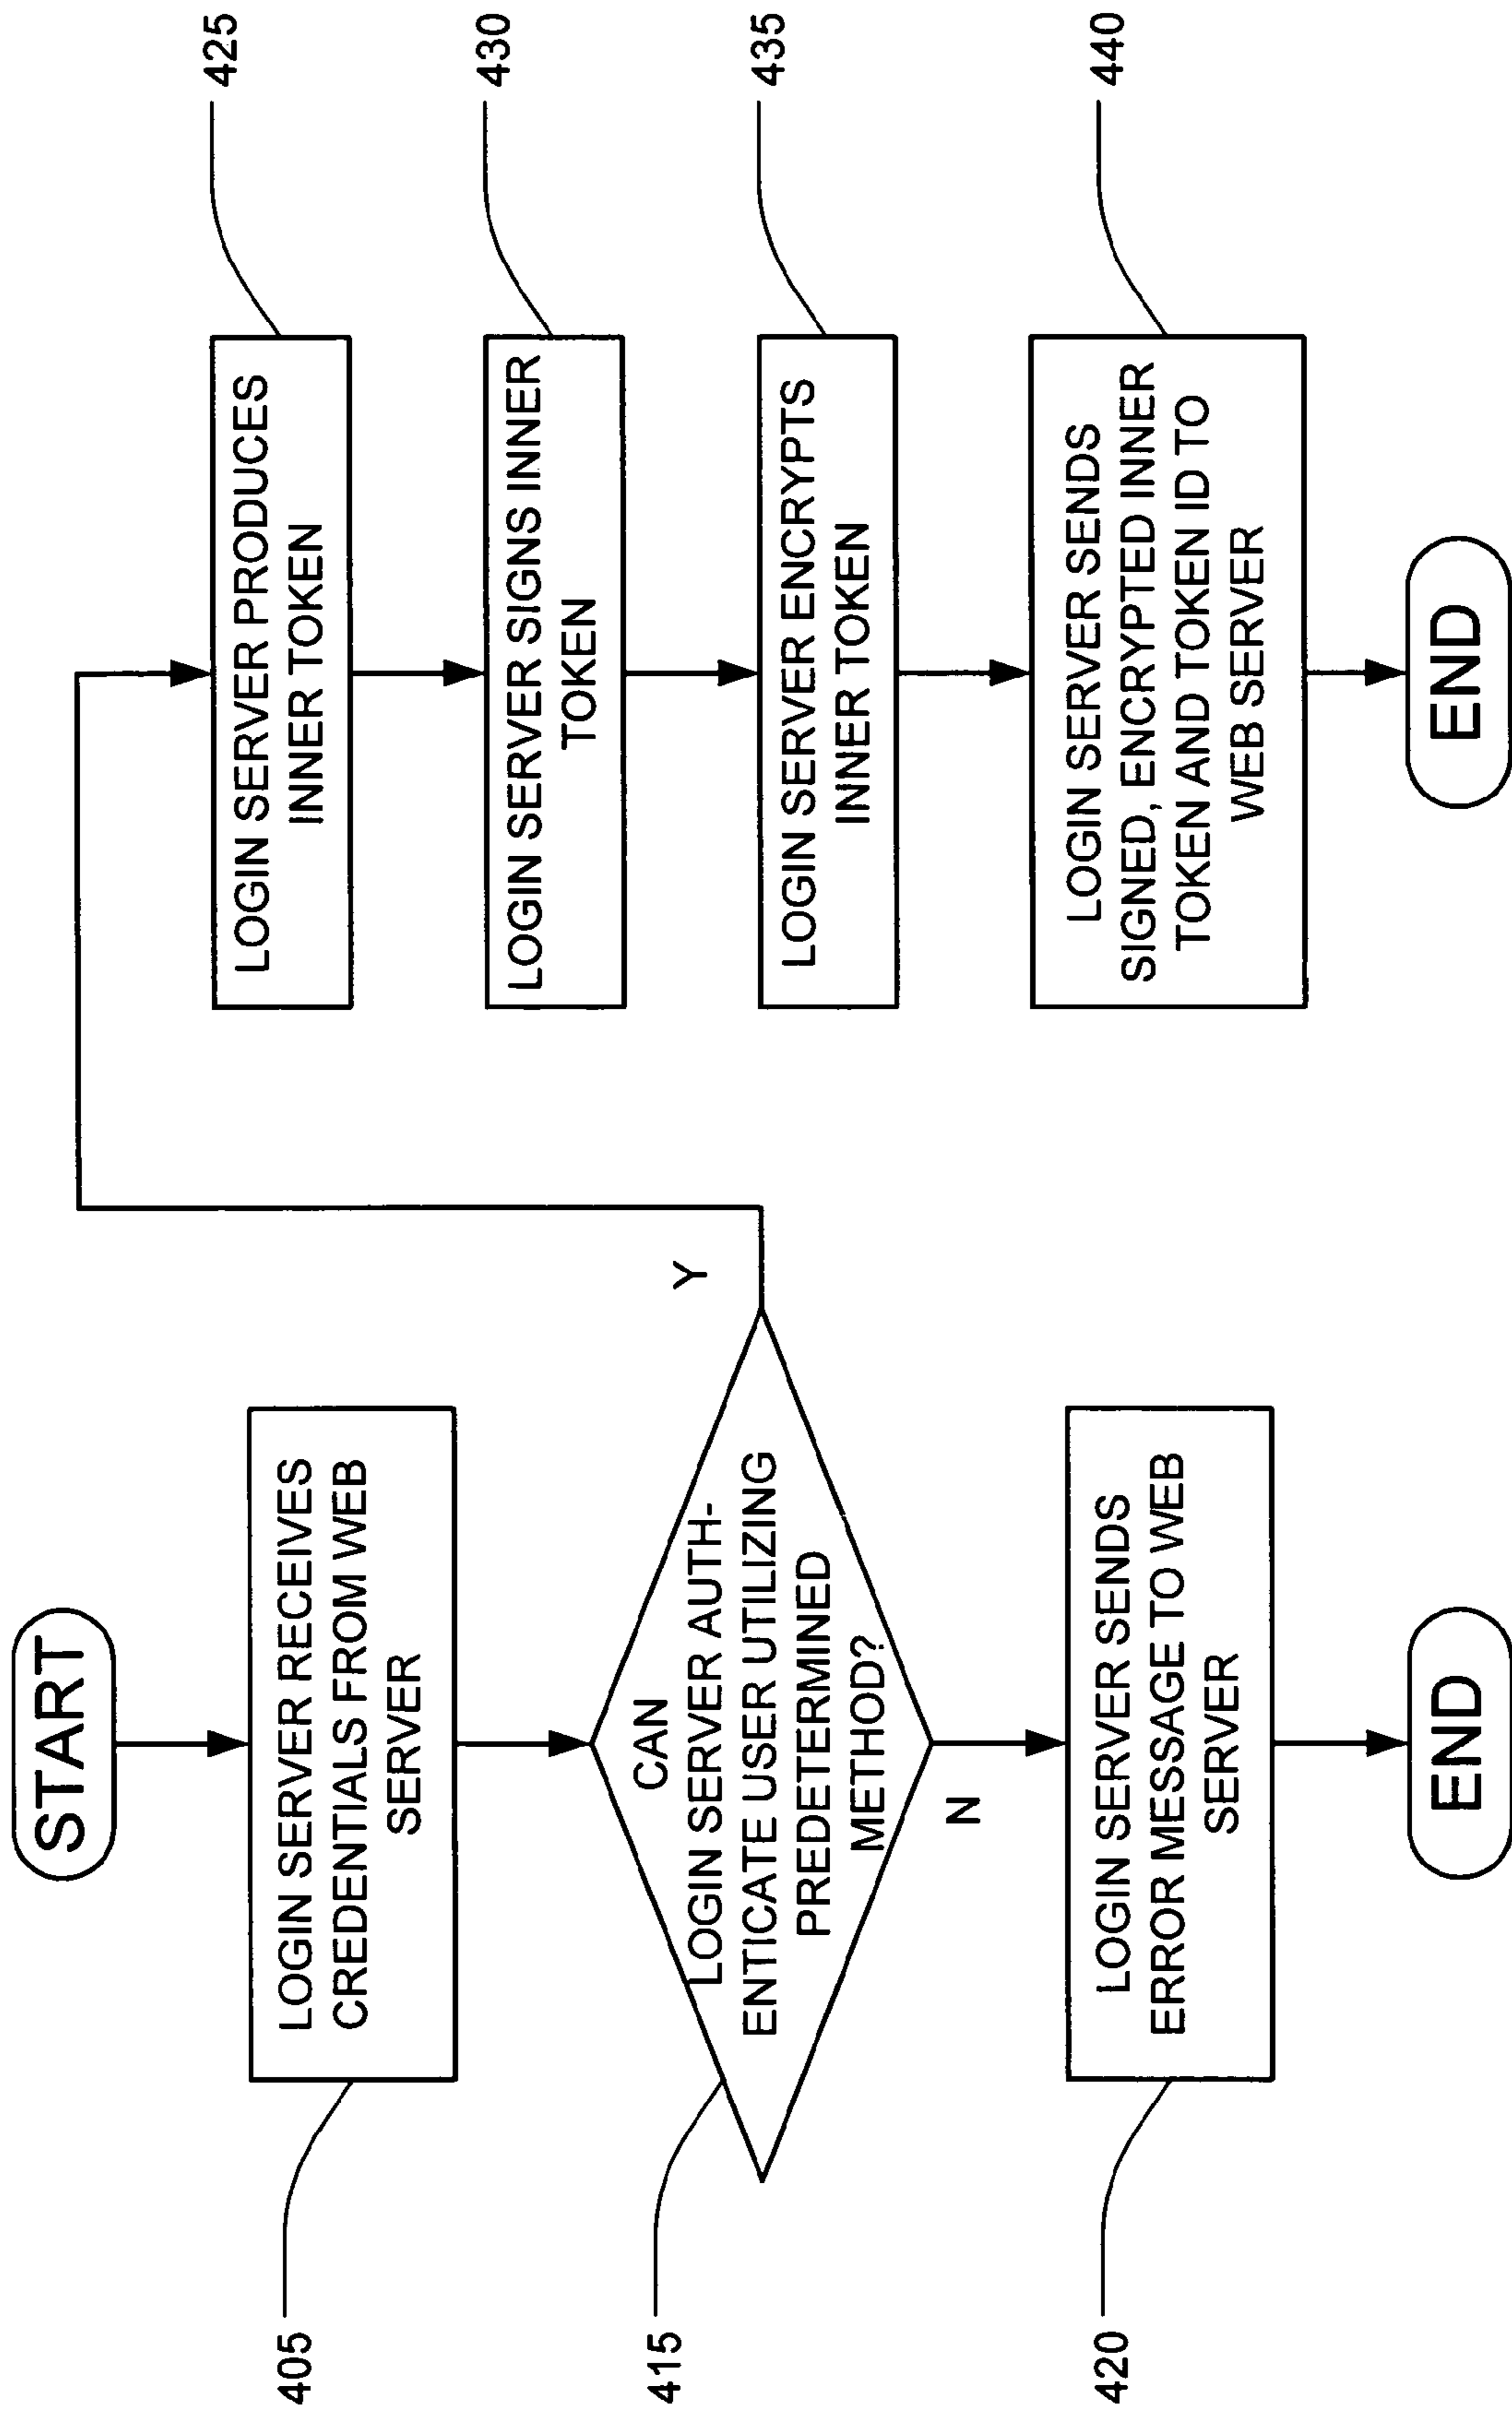 START
405
LOGIN SERVER RECEIVES
CREDENTIALS FROM WEB
SERVER
415
CAN
LOGIN SERVER AUTH-
ENTICATE USER UTILIZING
PREDETERMINED
METHOD?
Y
N
420
LOGIN SERVER SENDS
ERROR MESSAGE TO WEB
SERVER
END
425
LOGIN SERVER PRODUCES
INNER TOKEN
430
LOGIN SERVER SIGNS INNER
TOKEN
435
LOGIN SERVER ENCRYPTS
INNER TOKEN
440
LOGIN SERVER SENDS
SIGNED, ENCRYPTED INNER
TOKEN AND TOKEN ID TO
WEB SERVER
END